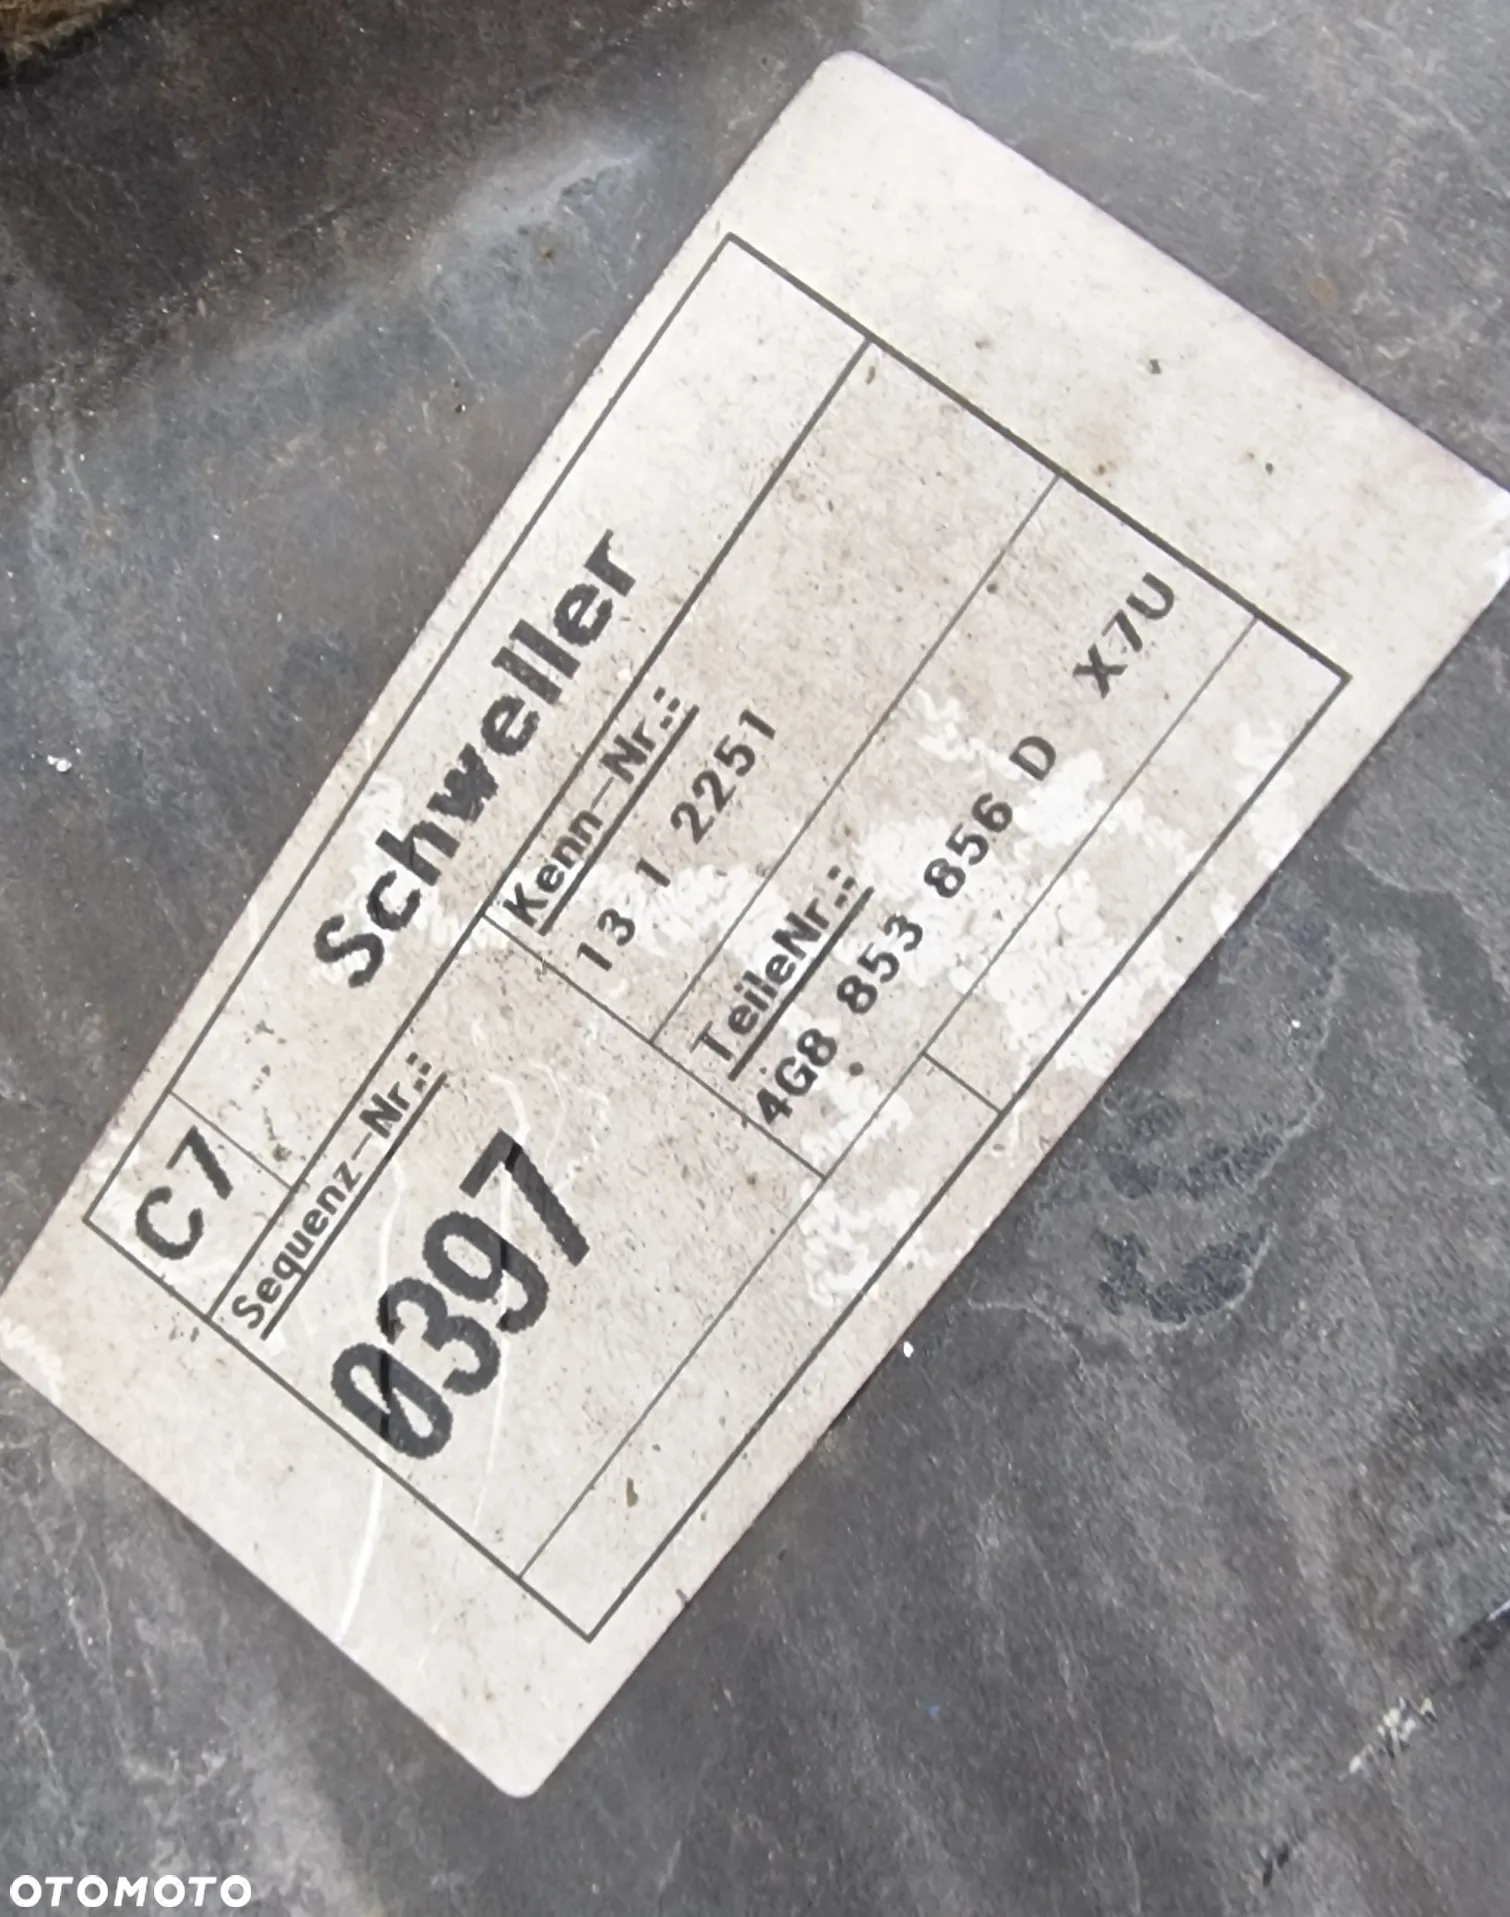 C7
Schweller
Sequenz-Nr.:
0397
Kenn-Nr.:
13 1 2251
TeileNr.:
4G8 853 856 D X7U
OTOMOTO